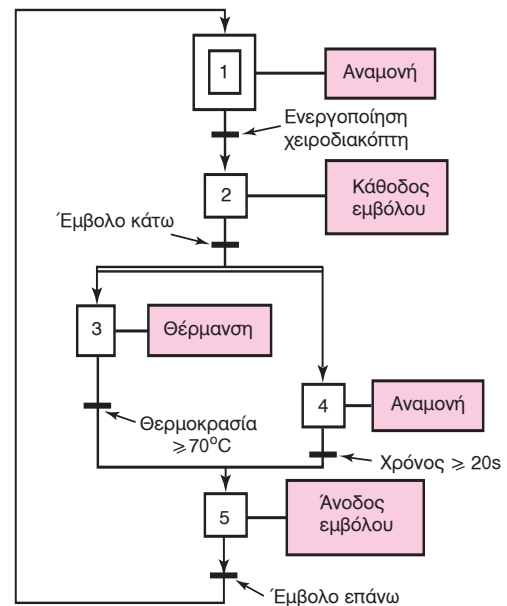 1
Αναμονή
Ενεργοποίηση
χειροδιακόπτη
2
Κάθοδος
εμβόλου
Έμβολο κάτω
3
Θέρμανση
4
Αναμονή
Θερμοκρασία
⩾70°C
Χρόνος ⩾ 20s
5
Άνοδος
εμβόλου
Έμβολο επάνω